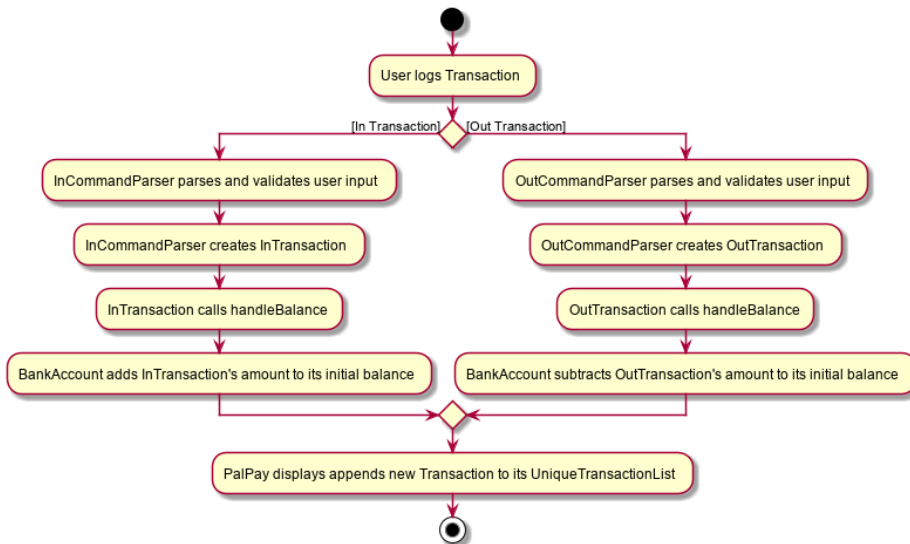 User logs Transaction
[In Transaction]
[Out Transaction]
InCommandParser parses and validates user input
OutCommandParser parses and validates user input
InCommandParser creates InTransaction
OutCommandParser creates OutTransaction
InTransaction calls handleBalance
OutTransaction calls handleBalance
BankAccount adds InTransaction's amount to its initial balance
BankAccount subtracts OutTransaction's amount to its initial balance
PalPay displays appends new Transaction to its UniqueTransactionList